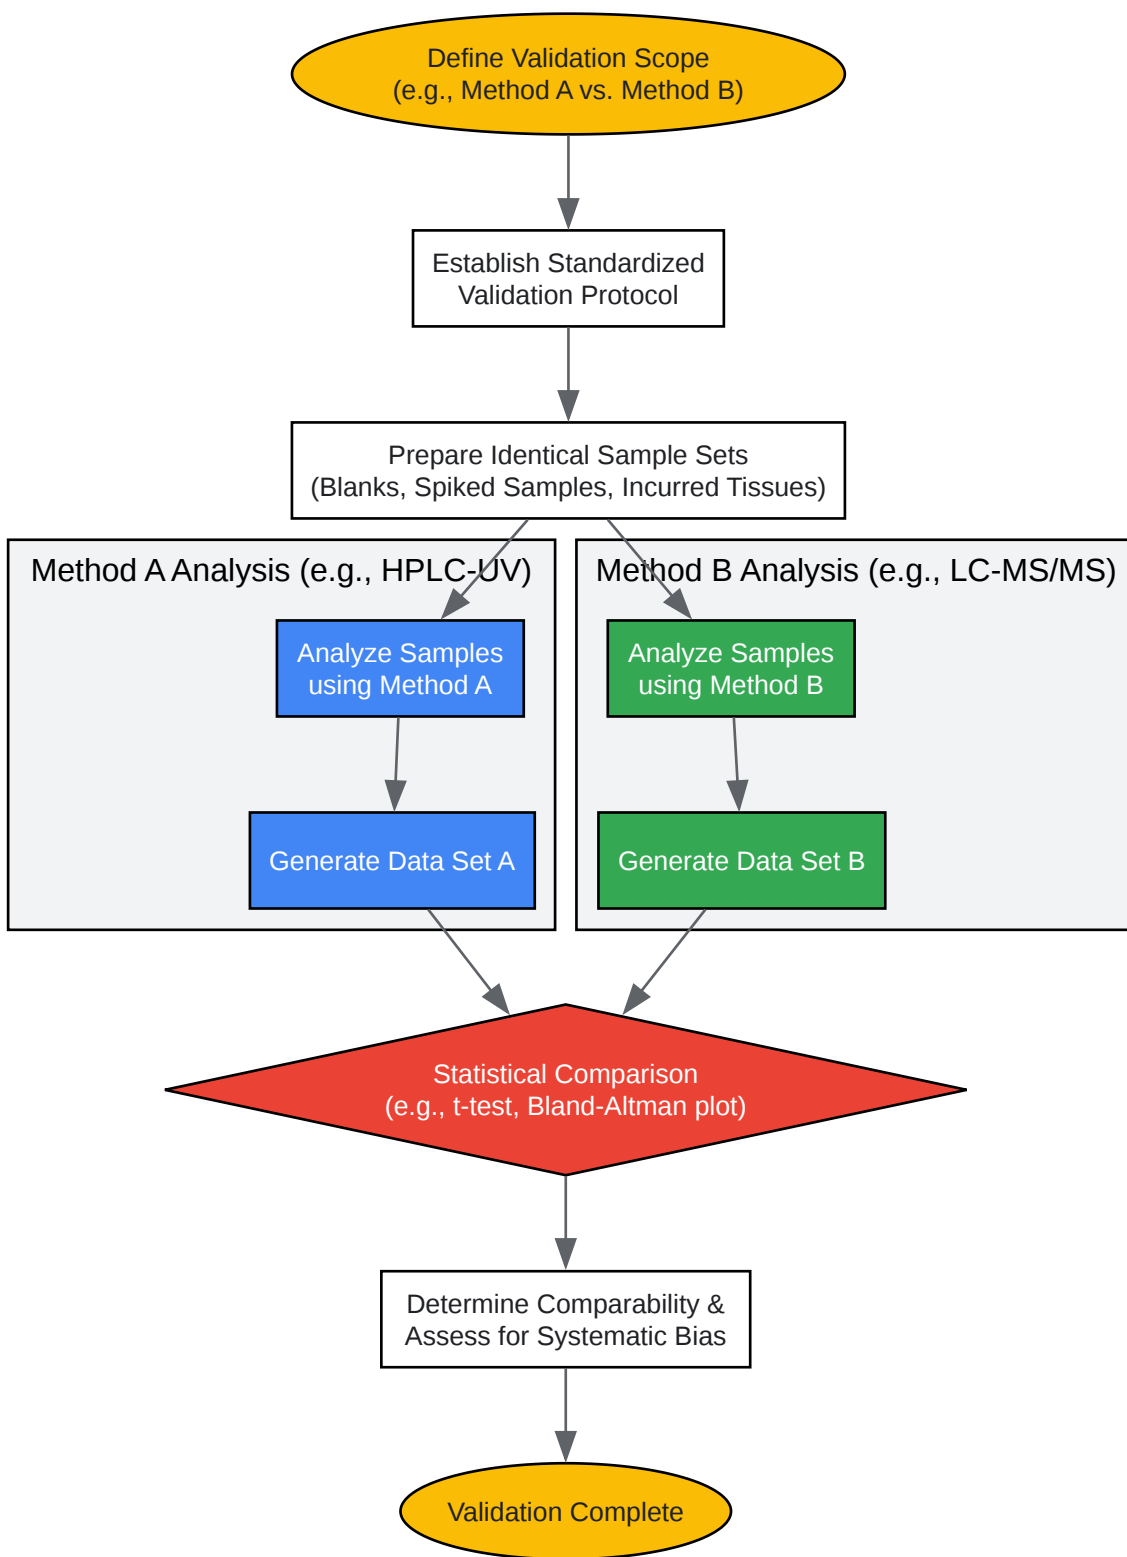 Define Validation Scope
(e.g., Method A vs. Method B)
Establish Standardized
Validation Protocol
Prepare Identical Sample Sets
(Blanks, Spiked Samples, Incurred Tissues)
Method A Analysis (e.g., HPLC-UV)
Analyze Samples
using Method A
Generate Data Set A
Method B Analysis (e.g., LC-MS/MS)
Analyze Samples
using Method B
Generate Data Set B
Statistical Comparison
(e.g., t-test, Bland-Altman plot)
Determine Comparability &
Assess for Systematic Bias
Validation Complete